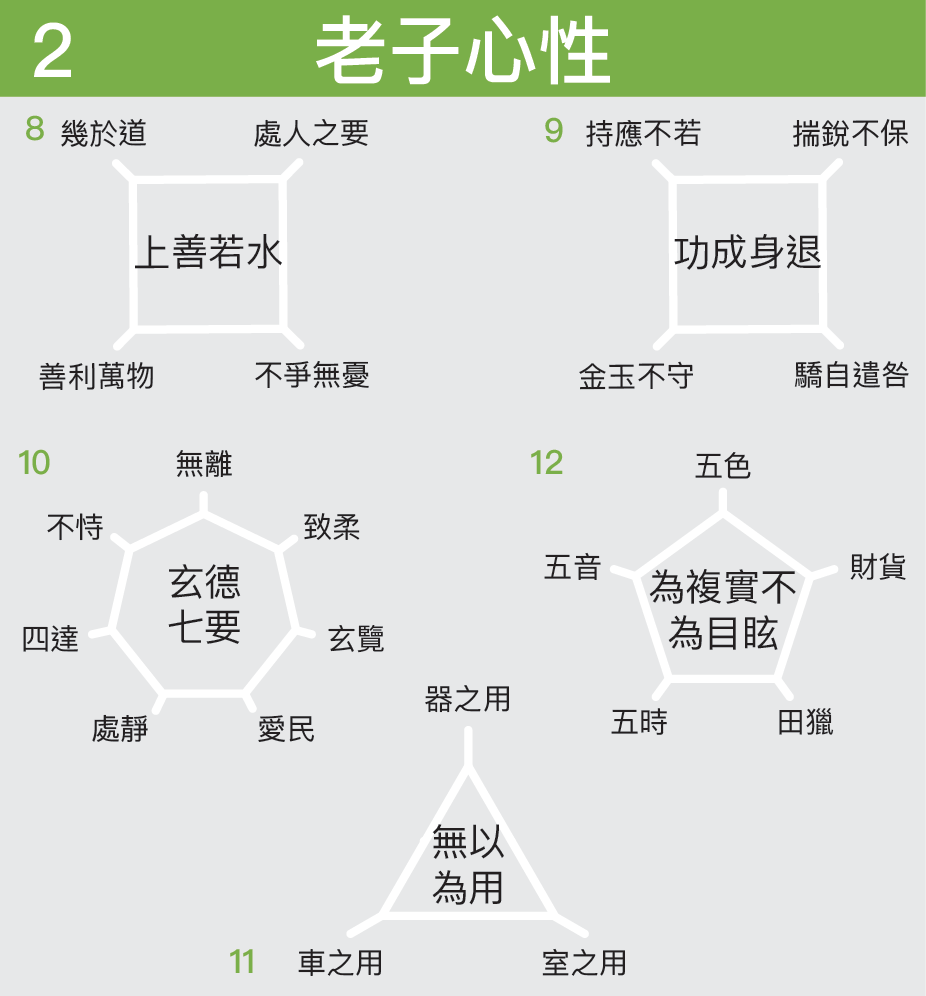 2 老子心性
8 幾於道 處人之要
上善若水
善利萬物 不爭無憂
9 持應不若 揣銳不保
功成身退
金玉不守 驕自遣咎
10 無離
不恃 致柔
玄德
七要
四達 玄覽
處靜 愛民
12 五色
五音 財貨
為複實不
為目眩
五時 田獵
器之用
無以
為用
11 車之用 室之用